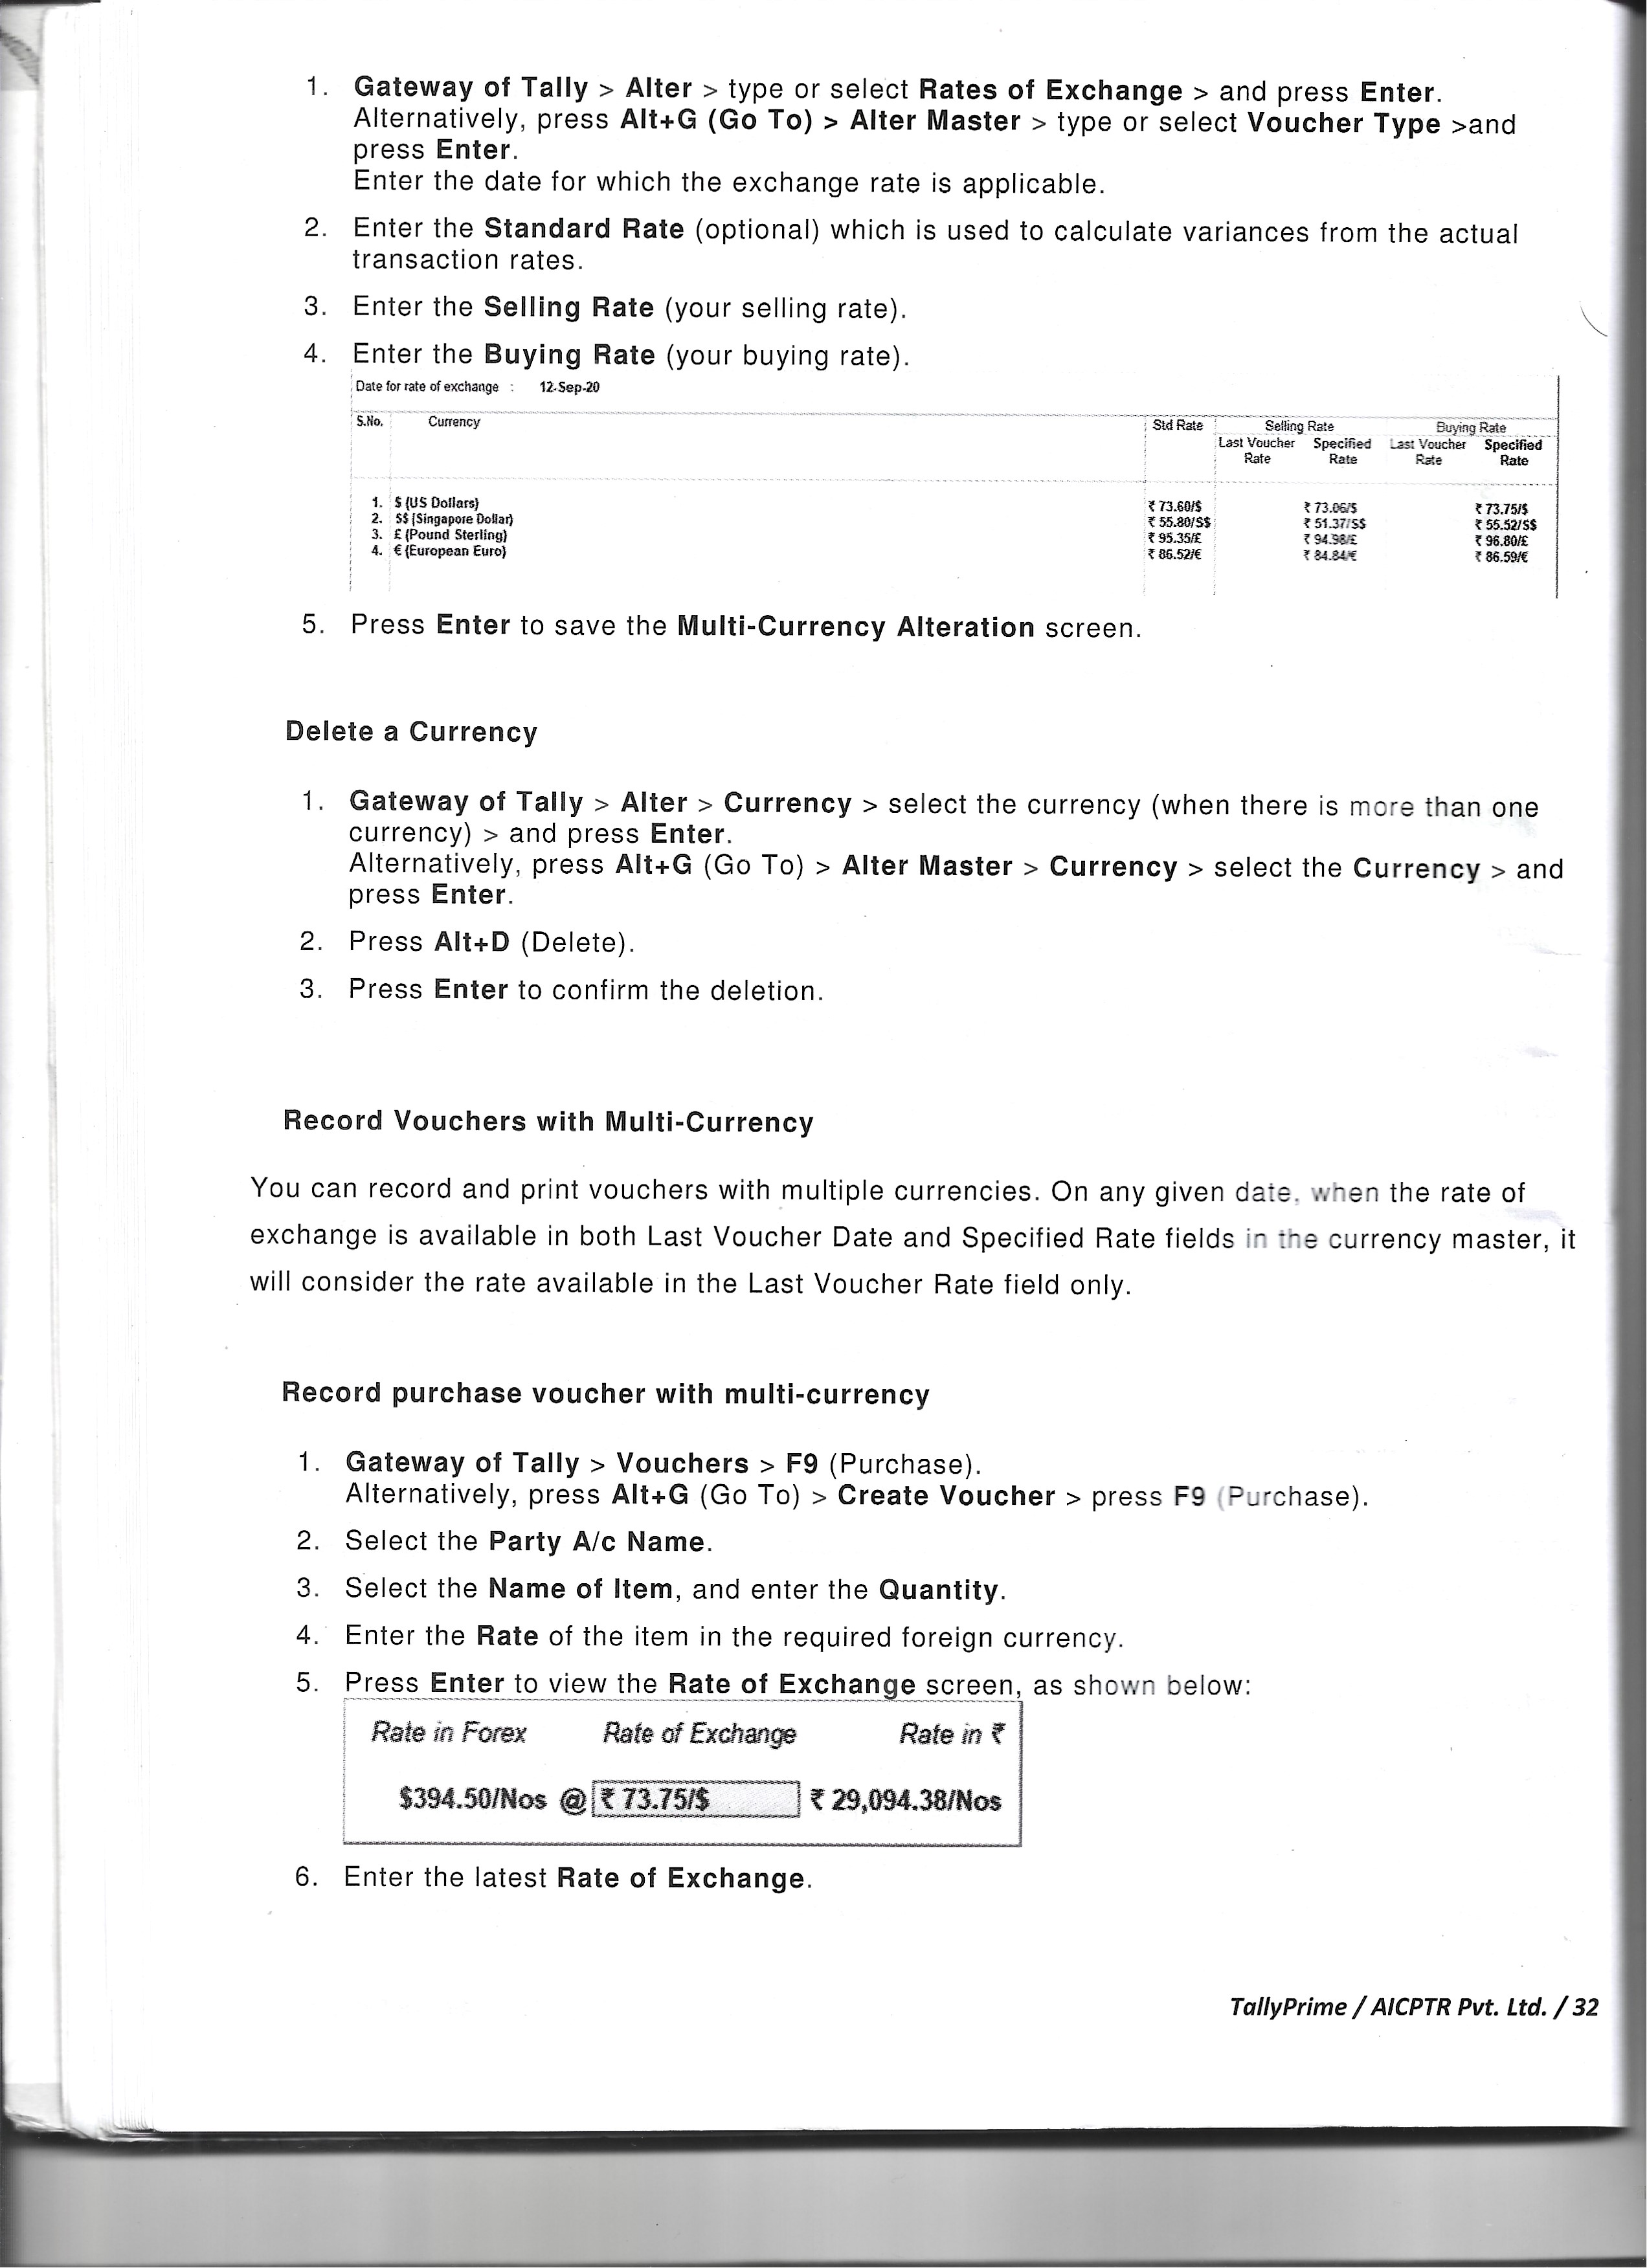 1. Gateway of Tally > Alter > type or select Rates of Exchange > and press Enter.
Alternatively, press Alt+G (Go To) > Alter Master > type or select Voucher Type >and
press Enter.
Enter the date for which the exchange rate is applicable.
2. Enter the Standard Rate (optional) which is used to calculate variances from the actual
transaction rates.
3. Enter the Selling Rate (your selling rate).
4. Enter the Buying Rate (your buying rate).
Date for rate of exchange : 12-Sep-20
S.No. Currency Std Rate Selling Rate Buying Rate
Last Voucher Specified Last Voucher Specified
Rate Rate Rate Rate
1. $ (US Dollars) ₹ 73.60/$ ₹ 73.06/$ ₹ 73.75/$
2. S$ (Singapore Dollar) ₹ 55.80/S$ ₹ 51.37/S$ ₹ 55.52/S$
3. £ (Pound Sterling) ₹ 95.35/£ ₹ 94.98/£ ₹ 96.80/£
4. € (European Euro) ₹ 86.52/€ ₹ 84.84/€ ₹ 86.59/€
5. Press Enter to save the Multi-Currency Alteration screen.
Delete a Currency
1. Gateway of Tally > Alter > Currency > select the currency (when there is more than one
currency) > and press Enter.
Alternatively, press Alt+G (Go To) > Alter Master > Currency > select the Currency > and
press Enter.
2. Press Alt+D (Delete).
3. Press Enter to confirm the deletion.
Record Vouchers with Multi-Currency
You can record and print vouchers with multiple currencies. On any given date, when the rate of
exchange is available in both Last Voucher Date and Specified Rate fields in the currency master, it
will consider the rate available in the Last Voucher Rate field only.
Record purchase voucher with multi-currency
1. Gateway of Tally > Vouchers > F9 (Purchase).
Alternatively, press Alt+G (Go To) > Create Voucher > press F9 (Purchase).
2. Select the Party A/c Name.
3. Select the Name of Item, and enter the Quantity.
4. Enter the Rate of the item in the required foreign currency.
5. Press Enter to view the Rate of Exchange screen, as shown below:
Rate in Forex Rate of Exchange Rate in ₹
$394.50/Nos @ ₹ 73.75/$ ₹ 29,094.38/Nos
6. Enter the latest Rate of Exchange.
TallyPrime / AICPTR Pvt. Ltd. / 32